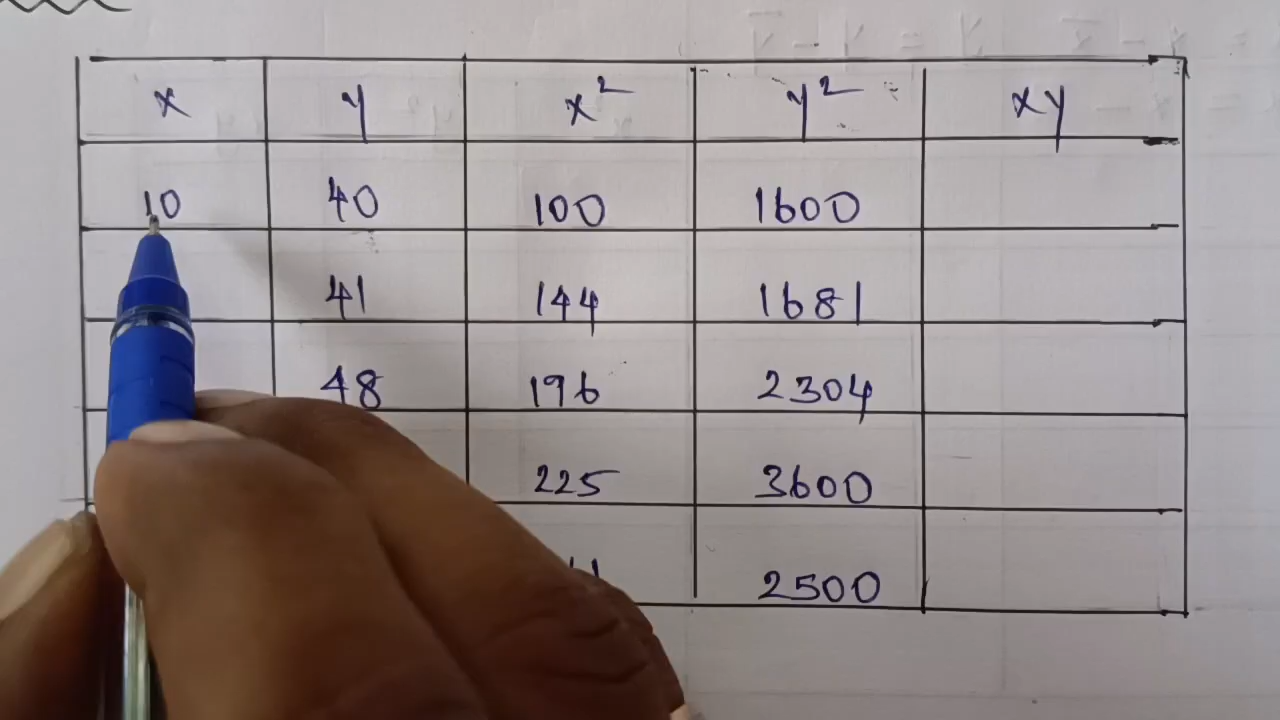 x y x² y² xy
10 40 100 1600
41 144 1681
48 196 2304
225 3600
2500